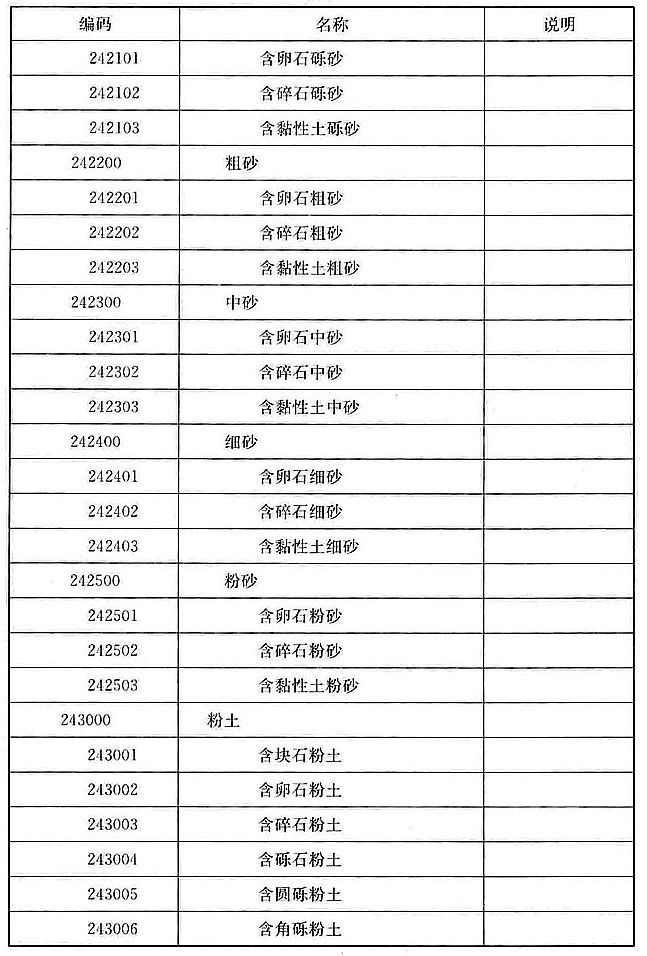 编码 名称 说明
242101 含卵石砾砂
242102 含碎石砾砂
242103 含黏性土砾砂
242200 粗砂
242201 含卵石粗砂
242202 含碎石粗砂
242203 含黏性土粗砂
242300 中砂
242301 含卵石中砂
242302 含碎石中砂
242303 含黏性土中砂
242400 细砂
242401 含卵石细砂
242402 含碎石细砂
242403 含黏性土细砂
242500 粉砂
242501 含卵石粉砂
242502 含碎石粉砂
242503 含黏性土粉砂
243000 粉土
243001 含块石粉土
243002 含卵石粉土
243003 含碎石粉土
243004 含砾石粉土
243005 含圆砾粉土
243006 含角砾粉土